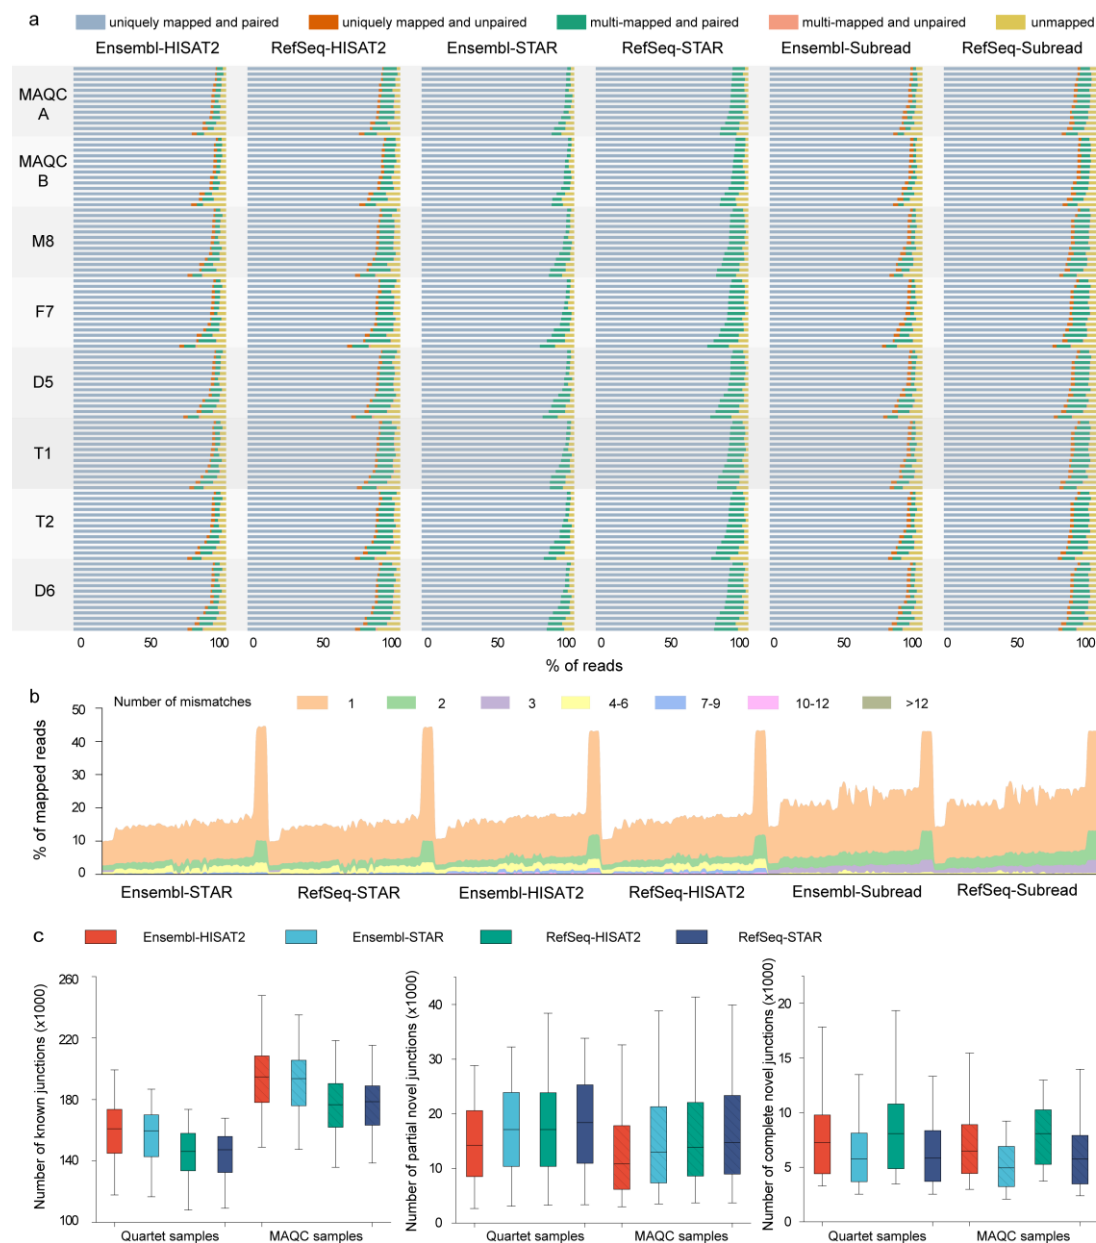 a
uniquely mapped and paired uniquely mapped and unpaired multi-mapped and paired multi-mapped and unpaired unmapped
Ensembl-HISAT2 RefSeq-HISAT2 Ensembl-STAR RefSeq-STAR Ensembl-Subread RefSeq-Subread
MAQC
A
MAQC
B
M8
F7
D5
T1
T2
D6
0 50 100 0 50 100 0 50 100 0 50 100 0 50 100 0 50 100
% of reads
b
Number of mismatches 1 2 3 4-6 7-9 10-12 >12
% of mapped reads
50
40
30
20
10
0
Ensembl-STAR RefSeq-STAR Ensembl-HISAT2 RefSeq-HISAT2 Ensembl-Subread RefSeq-Subread
c
Ensembl-HISAT2 Ensembl-STAR RefSeq-HISAT2 RefSeq-STAR
Number of known junctions (x1000)
260
220
180
140
100
Quartet samples MAQC samples
Number of partial novel junctions (x1000)
40
30
20
10
0
Quartet samples MAQC samples
Number of complete novel junctions (x1000)
20
15
10
5
0
Quartet samples MAQC samples